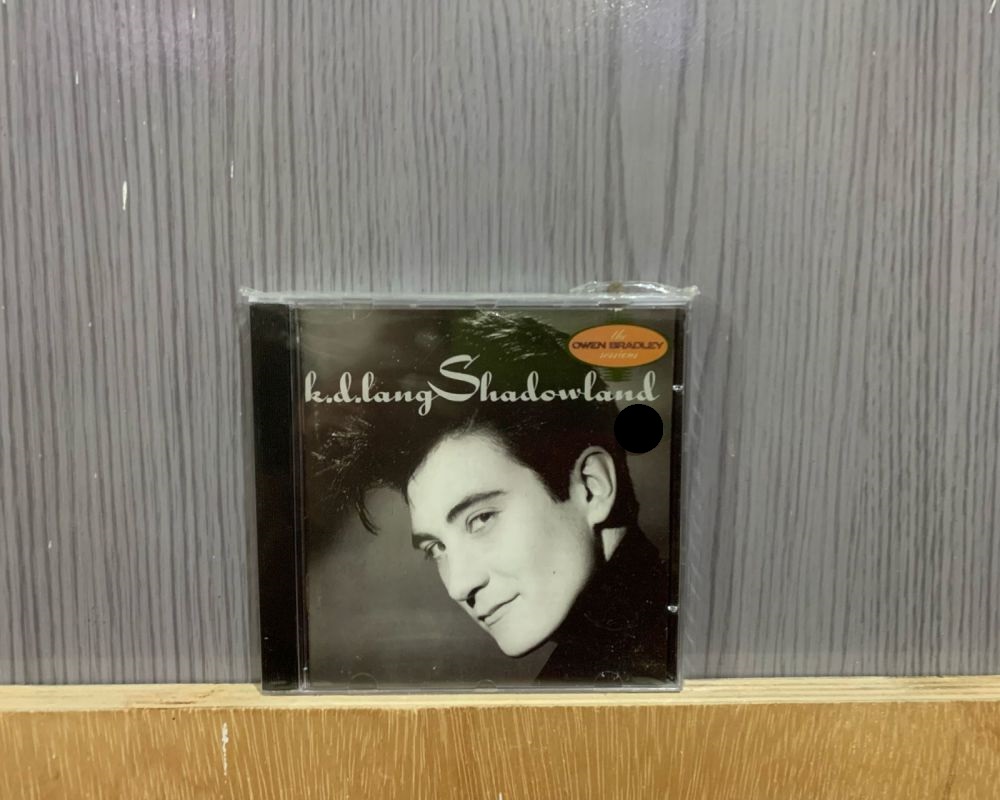 the
OWEN BRADLEY
sessions
k.d.lang Shadowland